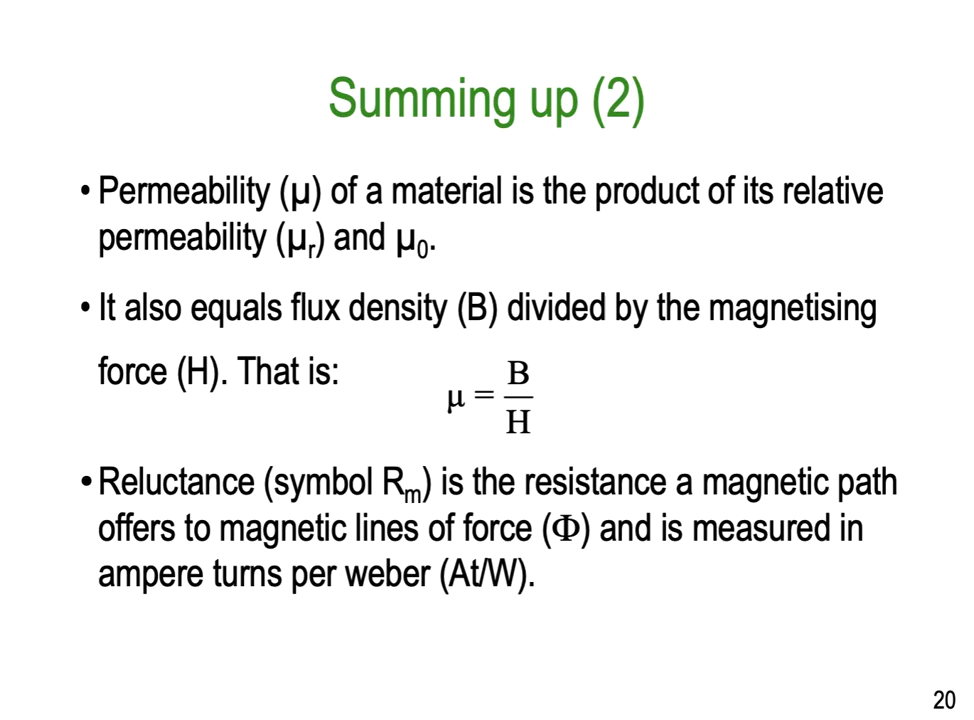 Summing up (2)
• Permeability (μ) of a material is the product of its relative
permeability (μr) and μ0.
• It also equals flux density (B) divided by the magnetising
force (H). That is:
μ = B/H
• Reluctance (symbol Rm) is the resistance a magnetic path
offers to magnetic lines of force (Φ) and is measured in
ampere turns per weber (At/W).
20